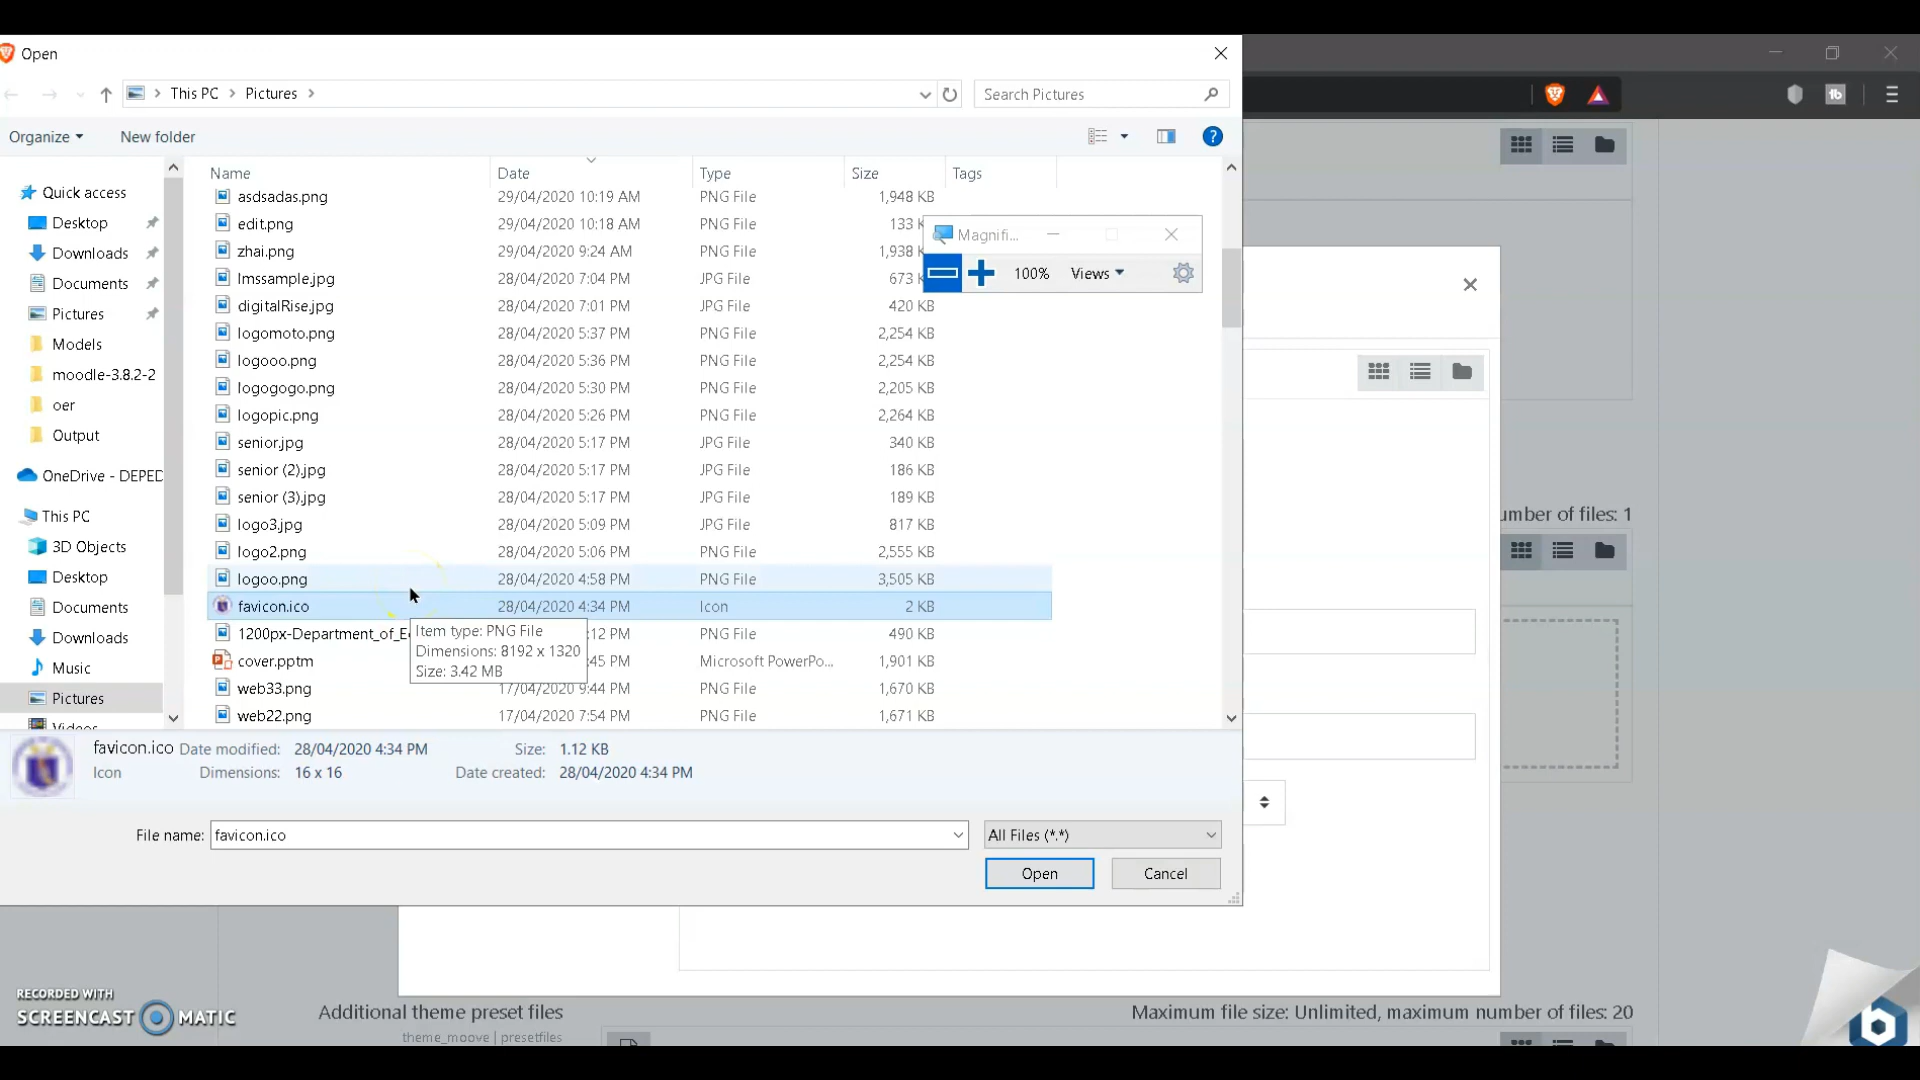 Open
This PC
Pictures
Search Pictures
Organize
New folder
Name Date Type Size Tags
asdsadas.png 29/04/2020 10:19 AM PNG File 1,948 KB
edit.png 29/04/2020 10:18 AM PNG File 133
zhai.png 29/04/2020 9:24 AM PNG File 1,938
lmssample.jpg 28/04/2020 7:04 PM JPG File 673
digitalRise.jpg 28/04/2020 7:01 PM JPG File 420 KB
logomoto.png 28/04/2020 5:37 PM PNG File 2,254 KB
logooo.png 28/04/2020 5:36 PM PNG File 2,254 KB
logogogo.png 28/04/2020 5:30 PM PNG File 2,205 KB
logopic.png 28/04/2020 5:26 PM PNG File 2,264 KB
senior.jpg 28/04/2020 5:17 PM JPG File 340 KB
senior (2).jpg 28/04/2020 5:17 PM JPG File 186 KB
senior (3).jpg 28/04/2020 5:17 PM JPG File 189 KB
logo3.jpg 28/04/2020 5:09 PM JPG File 817 KB
logo2.png 28/04/2020 5:06 PM PNG File 2,555 KB
logoo.png 28/04/2020 4:58 PM PNG File 3,505 KB
favicon.ico 28/04/2020 4:34 PM Icon 2 KB
1200px-Department_of_E :12 PM PNG File 490 KB
cover.pptm :45 PM Microsoft PowerPo... 1,901 KB
web33.png 17/04/2020 9:44 PM PNG File 1,670 KB
web22.png 17/04/2020 7:54 PM PNG File 1,671 KB
Item type: PNG File
Dimensions: 8192 x 1320
Size: 3.42 MB
Magnifi...
100% Views
Quick access
Desktop
Downloads
Documents
Pictures
Models
moodle-3.8.2-2
oer
Output
OneDrive - DEPED
This PC
3D Objects
Desktop
Documents
Downloads
Music
Pictures
Videos
favicon.ico Date modified: 28/04/2020 4:34 PM Size: 1.12 KB
Icon Dimensions: 16 x 16 Date created: 28/04/2020 4:34 PM
File name: favicon.ico
All Files (*.*)
Open Cancel
umber of files: 1
Additional theme preset files
theme_moove | presetfiles
Maximum file size: Unlimited, maximum number of files: 20
RECORDED WITH
SCREENCAST MATIC